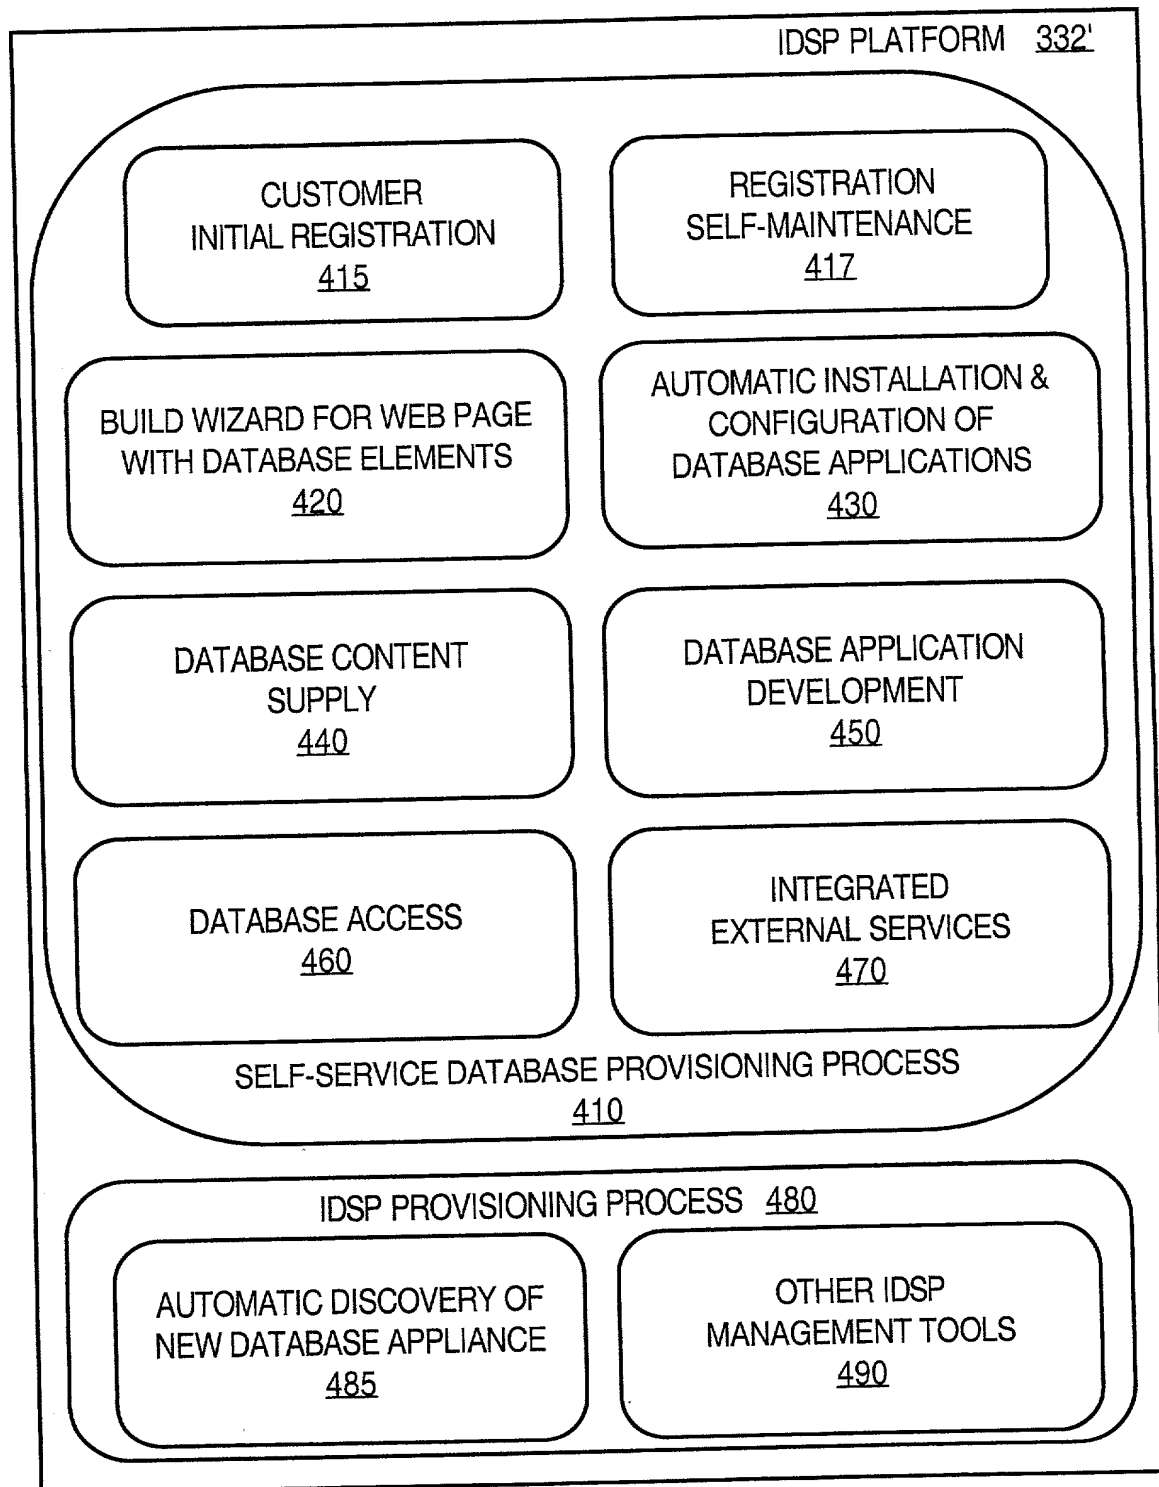 IDSP PLATFORM 332'
CUSTOMER
INITIAL REGISTRATION
415
REGISTRATION
SELF-MAINTENANCE
417
BUILD WIZARD FOR WEB PAGE
WITH DATABASE ELEMENTS
420
AUTOMATIC INSTALLATION &
CONFIGURATION OF
DATABASE APPLICATIONS
430
DATABASE CONTENT
SUPPLY
440
DATABASE APPLICATION
DEVELOPMENT
450
DATABASE ACCESS
460
INTEGRATED
EXTERNAL SERVICES
470
SELF-SERVICE DATABASE PROVISIONING PROCESS
410
IDSP PROVISIONING PROCESS 480
AUTOMATIC DISCOVERY OF
NEW DATABASE APPLIANCE
485
OTHER IDSP
MANAGEMENT TOOLS
490